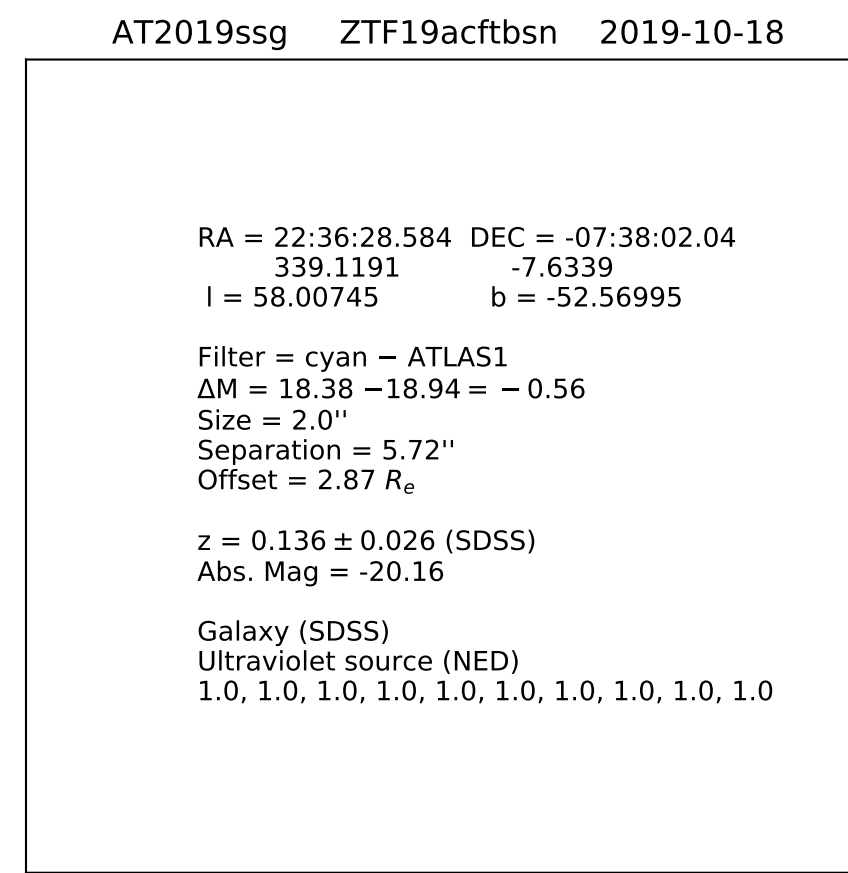 AT2019ssg ZTF19acftbsn 2019-10-18
RA = 22:36:28.584 DEC = -07:38:02.04
339.1191 -7.6339
l = 58.00745 b = -52.56995
Filter = cyan − ATLAS1
ΔM = 18.38 −18.94 = −0.56
Size = 2.0''
Separation = 5.72''
Offset = 2.87 Re
z = 0.136 ± 0.026 (SDSS)
Abs. Mag = -20.16
Galaxy (SDSS)
Ultraviolet source (NED)
1.0, 1.0, 1.0, 1.0, 1.0, 1.0, 1.0, 1.0, 1.0, 1.0